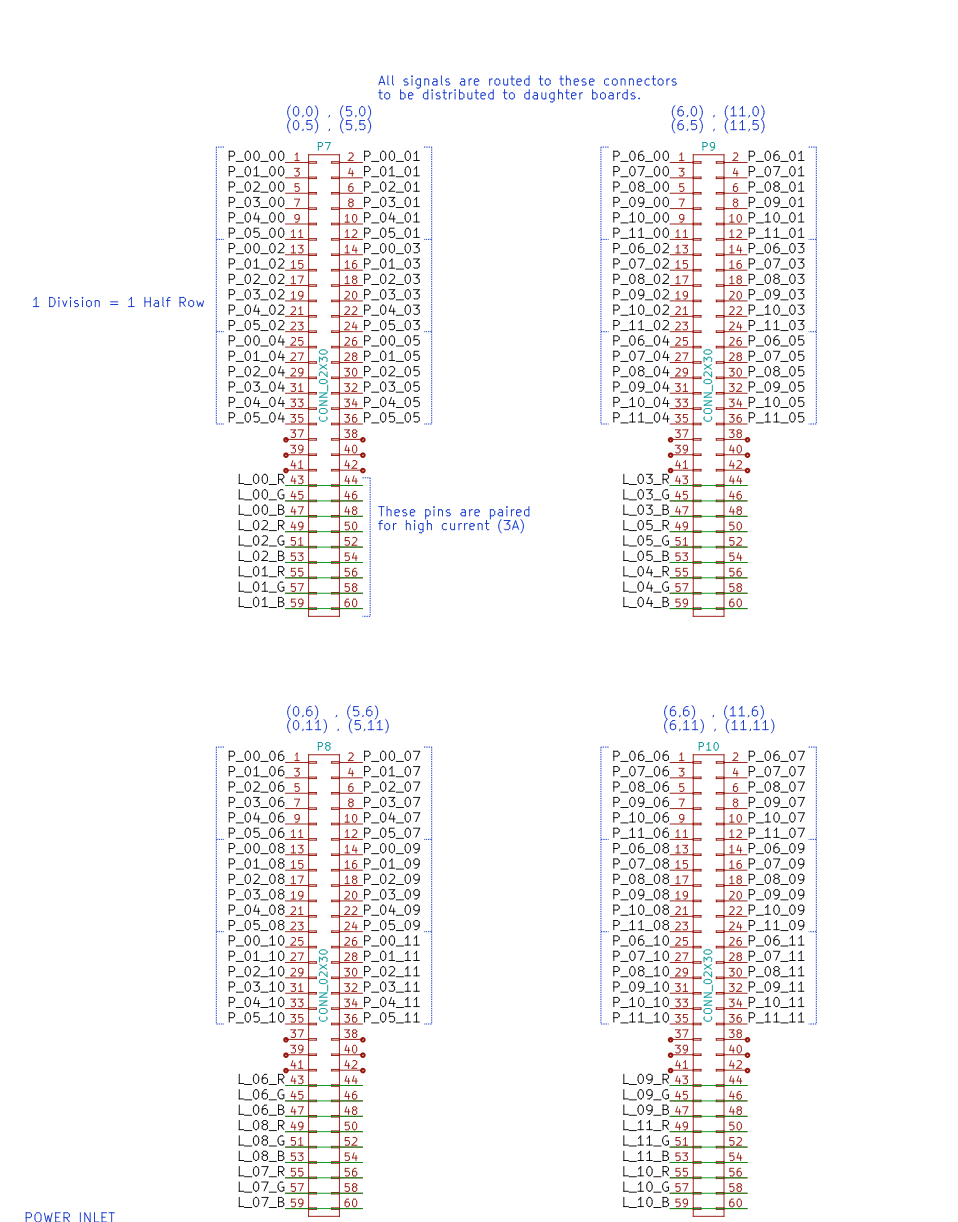 All signals are routed to these connectors
to be distributed to daughter boards.
(0,0) , (5,0)
(0,5) , (5,5)
P7
P_00_00 1 2 P_00_01
P_01_00 3 4 P_01_01
P_02_00 5 6 P_02_01
P_03_00 7 8 P_03_01
P_04_00 9 10 P_04_01
P_05_00 11 12 P_05_01
P_00_02 13 14 P_00_03
P_01_02 15 16 P_01_03
P_02_02 17 18 P_02_03
P_03_02 19 20 P_03_03
P_04_02 21 22 P_04_03
P_05_02 23 24 P_05_03
P_00_04 25 26 P_00_05
P_01_04 27 28 P_01_05
P_02_04 29 30 P_02_05
P_03_04 31 32 P_03_05
P_04_04 33 34 P_04_05
P_05_04 35 36 P_05_05
37 38
39 40
41 42
L_00_R 43 44
L_00_G 45 46
L_00_B 47 48
L_02_R 49 50
L_02_G 51 52
L_02_B 53 54
L_01_R 55 56
L_01_G 57 58
L_01_B 59 60
CONN_02X30
1 Division = 1 Half Row
These pins are paired
for high current (3A)
(6,0) , (11,0)
(6,5) , (11,5)
P9
P_06_00 1 2 P_06_01
P_07_00 3 4 P_07_01
P_08_00 5 6 P_08_01
P_09_00 7 8 P_09_01
P_10_00 9 10 P_10_01
P_11_00 11 12 P_11_01
P_06_02 13 14 P_06_03
P_07_02 15 16 P_07_03
P_08_02 17 18 P_08_03
P_09_02 19 20 P_09_03
P_10_02 21 22 P_10_03
P_11_02 23 24 P_11_03
P_06_04 25 26 P_06_05
P_07_04 27 28 P_07_05
P_08_04 29 30 P_08_05
P_09_04 31 32 P_09_05
P_10_04 33 34 P_10_05
P_11_04 35 36 P_11_05
37 38
39 40
41 42
L_03_R 43 44
L_03_G 45 46
L_03_B 47 48
L_05_R 49 50
L_05_G 51 52
L_05_B 53 54
L_04_R 55 56
L_04_G 57 58
L_04_B 59 60
CONN_02X30
(0,6) , (5,6)
(0,11) , (5,11)
P8
P_00_06 1 2 P_00_07
P_01_06 3 4 P_01_07
P_02_06 5 6 P_02_07
P_03_06 7 8 P_03_07
P_04_06 9 10 P_04_07
P_05_06 11 12 P_05_07
P_00_08 13 14 P_00_09
P_01_08 15 16 P_01_09
P_02_08 17 18 P_02_09
P_03_08 19 20 P_03_09
P_04_08 21 22 P_04_09
P_05_08 23 24 P_05_09
P_00_10 25 26 P_00_11
P_01_10 27 28 P_01_11
P_02_10 29 30 P_02_11
P_03_10 31 32 P_03_11
P_04_10 33 34 P_04_11
P_05_10 35 36 P_05_11
37 38
39 40
41 42
L_06_R 43 44
L_06_G 45 46
L_06_B 47 48
L_08_R 49 50
L_08_G 51 52
L_08_B 53 54
L_07_R 55 56
L_07_G 57 58
L_07_B 59 60
CONN_02X30
(6,6) , (11,6)
(6,11) , (11,11)
P10
P_06_06 1 2 P_06_07
P_07_06 3 4 P_07_07
P_08_06 5 6 P_08_07
P_09_06 7 8 P_09_07
P_10_06 9 10 P_10_07
P_11_06 11 12 P_11_07
P_06_08 13 14 P_06_09
P_07_08 15 16 P_07_09
P_08_08 17 18 P_08_09
P_09_08 19 20 P_09_09
P_10_08 21 22 P_10_09
P_11_08 23 24 P_11_09
P_06_10 25 26 P_06_11
P_07_10 27 28 P_07_11
P_08_10 29 30 P_08_11
P_09_10 31 32 P_09_11
P_10_10 33 34 P_10_11
P_11_10 35 36 P_11_11
37 38
39 40
41 42
L_09_R 43 44
L_09_G 45 46
L_09_B 47 48
L_11_R 49 50
L_11_G 51 52
L_11_B 53 54
L_10_R 55 56
L_10_G 57 58
L_10_B 59 60
CONN_02X30
POWER INLET